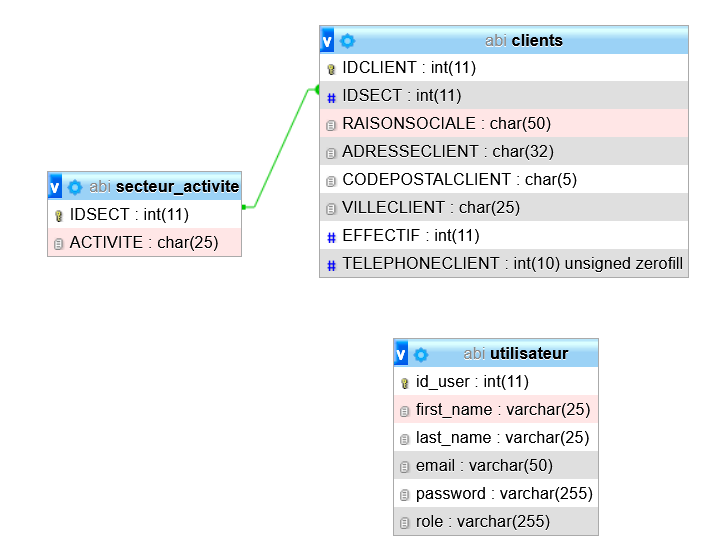 v abi clients
IDCLIENT : int(11)
# IDSECT : int(11)
RAISONSOCIALE : char(50)
ADRESSECLIENT : char(32)
CODEPOSTALCLIENT : char(5)
VILLECLIENT : char(25)
# EFFECTIF : int(11)
# TELEPHONECLIENT : int(10) unsigned zerofill
v abi secteur_activite
IDSECT : int(11)
ACTIVITE : char(25)
v abi utilisateur
id_user : int(11)
first_name : varchar(25)
last_name : varchar(25)
email : varchar(50)
password : varchar(255)
role : varchar(255)